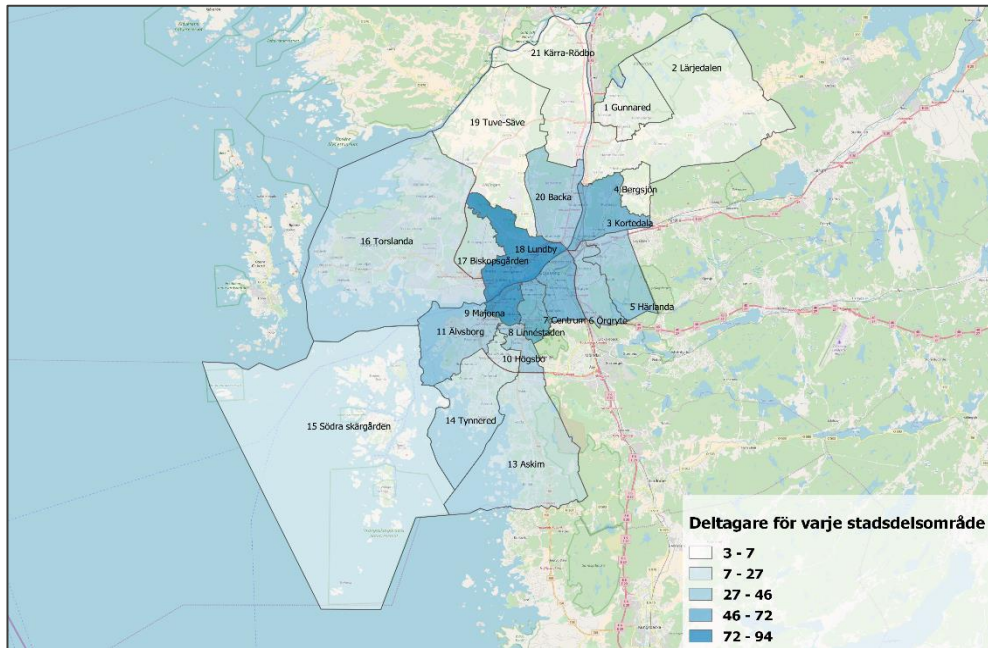 21 Kärra-Rödbo
2 Lärjedalen
1 Gunnared
19 Tuve-Säve
4 Bergsjön
20 Backa
3 Kortedala
16 Torslanda
18 Lundby
17 Biskopsgården
5 Härlanda
9 Majorna
7 Centrum
6 Örgryte
11 Älvsborg
8 Linnéstaden
10 Högsbo
15 Södra skärgården
14 Tynnered
13 Askim
Deltagare för varje stadsdelsområde
3 - 7
7 - 27
27 - 46
46 - 72
72 - 94